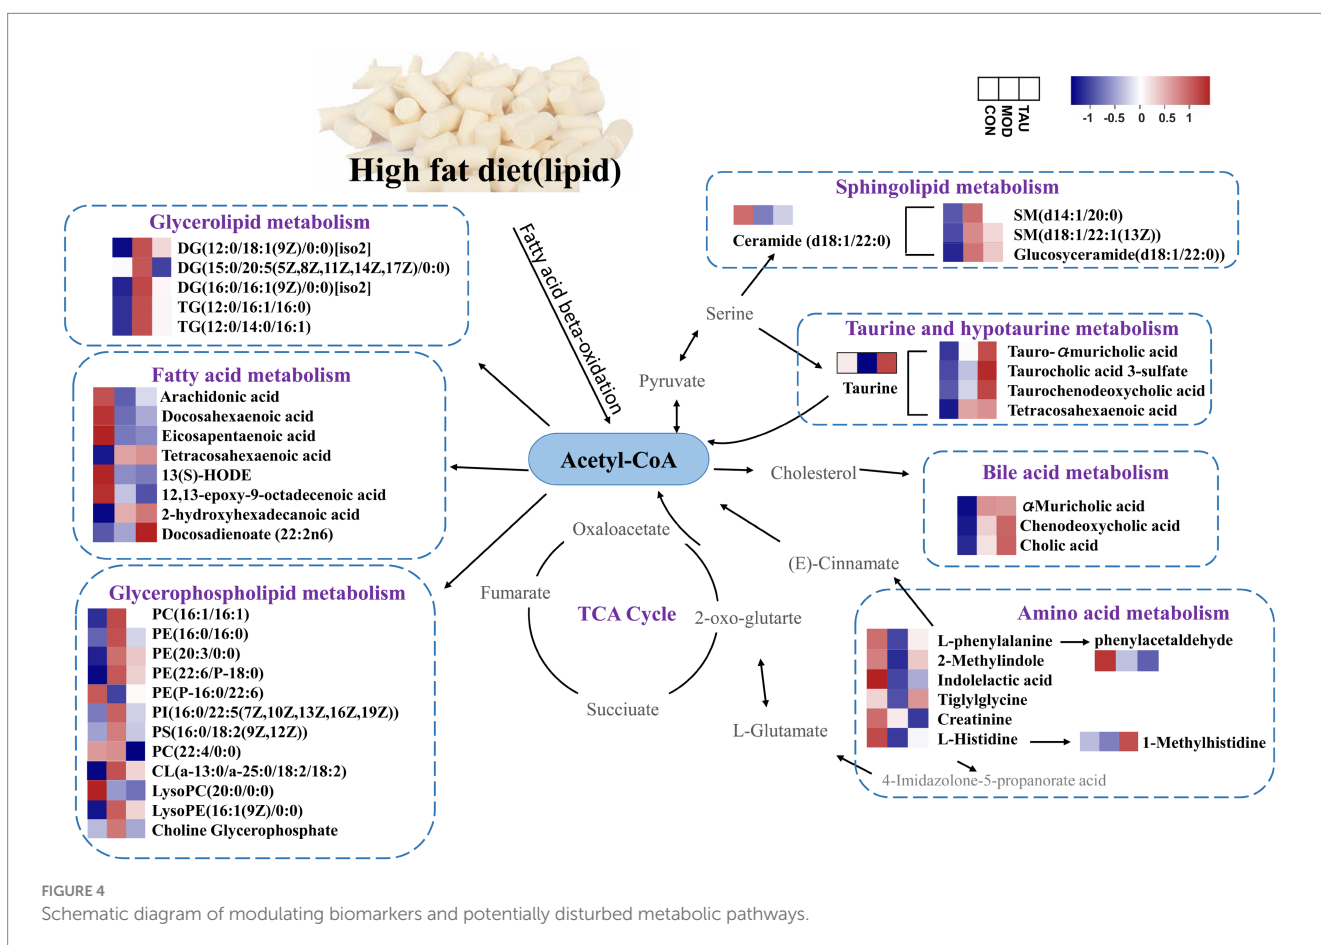 High fat diet(lipid)
CON
MOD
TAU
-1 -0.5 0 0.5 1
Glycerolipid metabolism
DG(12:0/18:1(9Z)/0:0)[iso2]
DG(15:0/20:5(5Z,8Z,11Z,14Z,17Z)/0:0)
DG(16:0/16:1(9Z)/0:0)[iso2]
TG(12:0/16:1/16:0)
TG(12:0/14:0/16:1)
Fatty acid beta-oxidation
Sphingolipid metabolism
Ceramide (d18:1/22:0)
SM(d14:1/20:0)
SM(d18:1/22:1(13Z))
Glucosyceramide(d18:1/22:0))
Serine
Pyruvate
Taurine and hypotaurine metabolism
Taurine
Tauro-αmuricholic acid
Taurocholic acid 3-sulfate
Taurochenodeoxycholic acid
Tetracosahexaenoic acid
Fatty acid metabolism
Arachidonic acid
Docosahexaenoic acid
Eicosapentaenoic acid
Tetracosahexaenoic acid
13(S)-HODE
12,13-epoxy-9-octadecenoic acid
2-hydroxyhexadecanoic acid
Docosadienoate (22:2n6)
Acetyl-CoA
Cholesterol
Bile acid metabolism
α-Muricholic acid
Chenodeoxycholic acid
Cholic acid
Oxaloacetate
Fumarate
TCA Cycle
2-oxo-glutarte
Succiuate
(E)-Cinnamate
L-Glutamate
Glycerophospholipid metabolism
PC(16:1/16:1)
PE(16:0/16:0)
PE(20:3/0:0)
PE(22:6/P-18:0)
PE(P-16:0/22:6)
PI(16:0/22:5(7Z,10Z,13Z,16Z,19Z))
PS(16:0/18:2(9Z,12Z))
PC(22:4/0:0)
CL(a-13:0/a-25:0/18:2/18:2)
LysoPC(20:0/0:0)
LysoPE(16:1(9Z)/0:0)
Choline Glycerophosphate
Amino acid metabolism
L-phenylalanine
phenylacetaldehyde
2-Methylindole
Indolelactic acid
Tiglylglycine
Creatinine
L-Histidine
1-Methylhistidine
4-Imidazolone-5-propanorate acid
FIGURE 4
Schematic diagram of modulating biomarkers and potentially disturbed metabolic pathways.